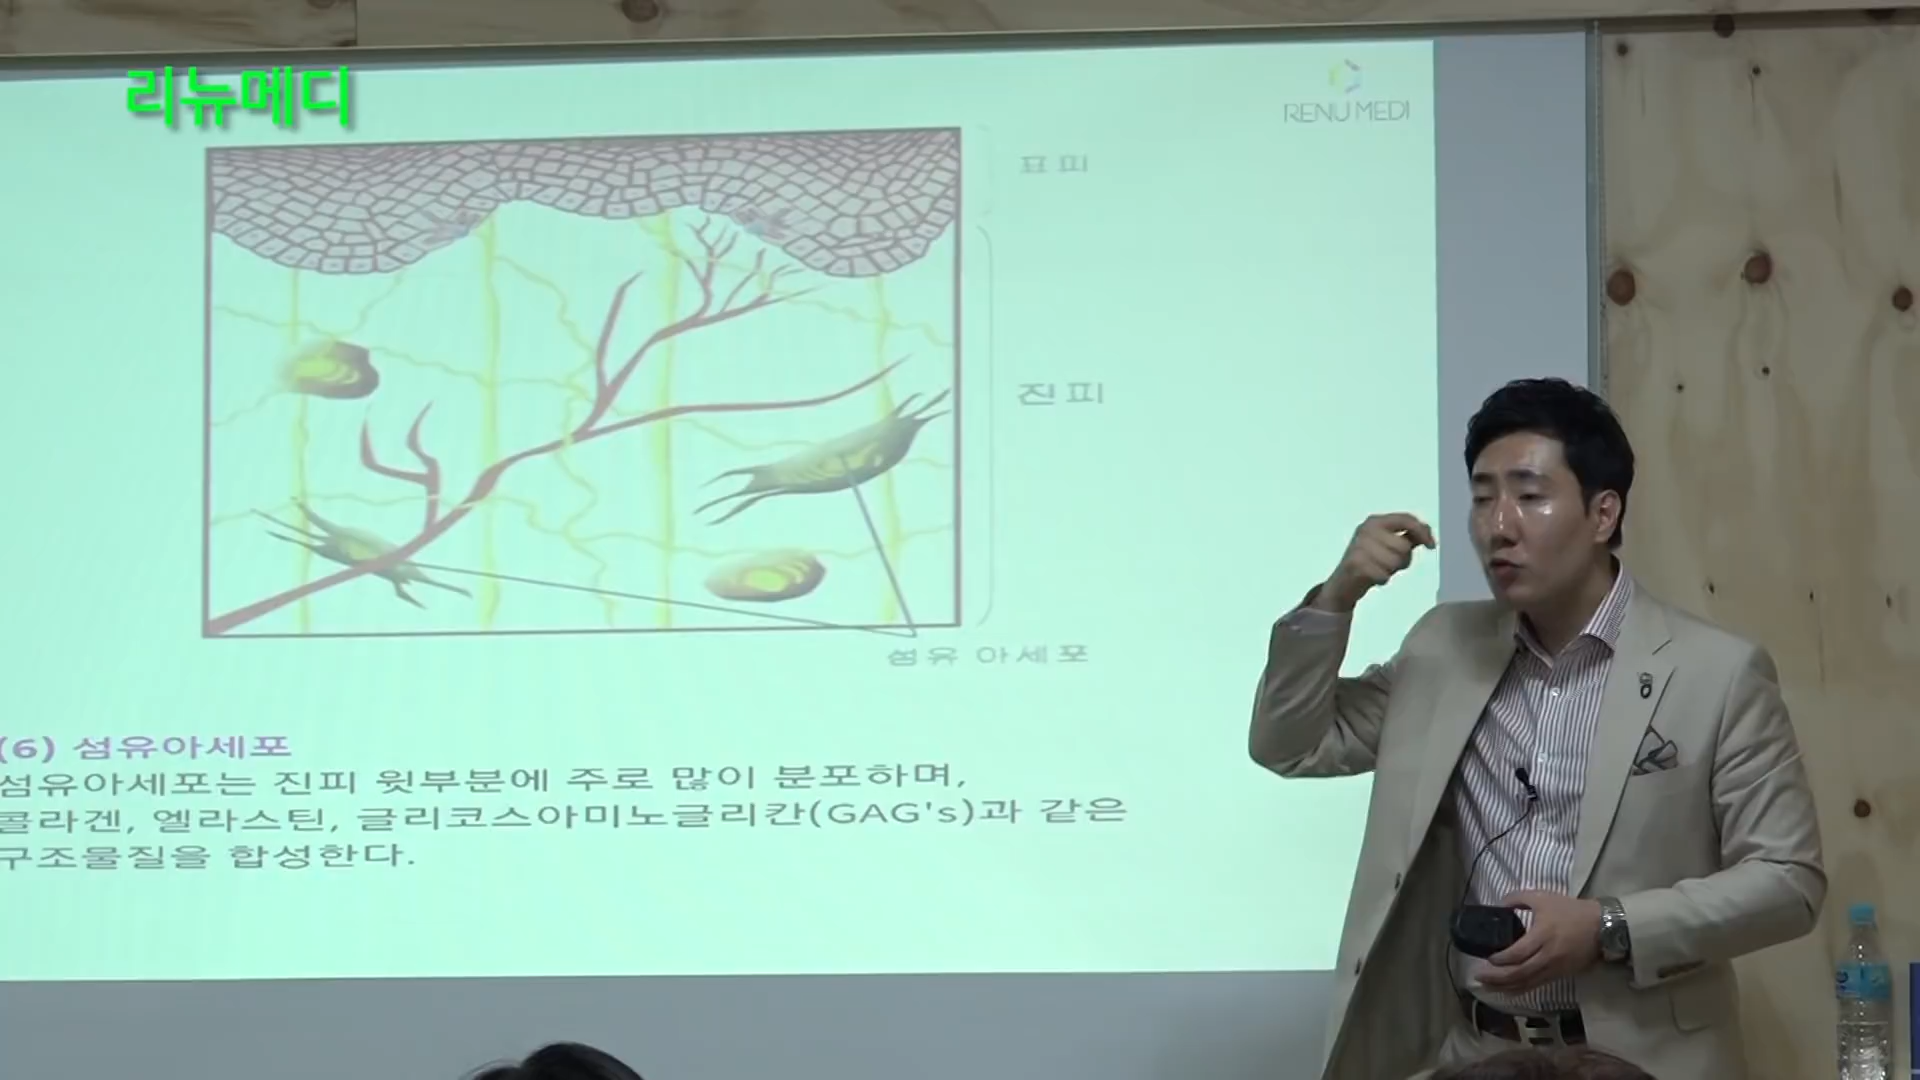 리뉴메디
RENU MEDI
표피
진피
섬유 아세포
(6) 섬유아세포
섬유아세포는 진피 윗부분에 주로 많이 분포하며,
콜라겐, 엘라스틴, 글리코스아미노글리칸(GAG's)과 같은
구조물질을 합성한다.